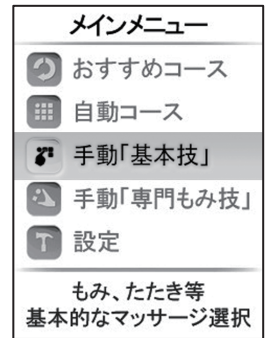 メインメニュー
おすすめコース
自動コース
手動「基本技」
手動「専門もみ技」
設定
もみ、たたき等
基本的なマッサージ選択